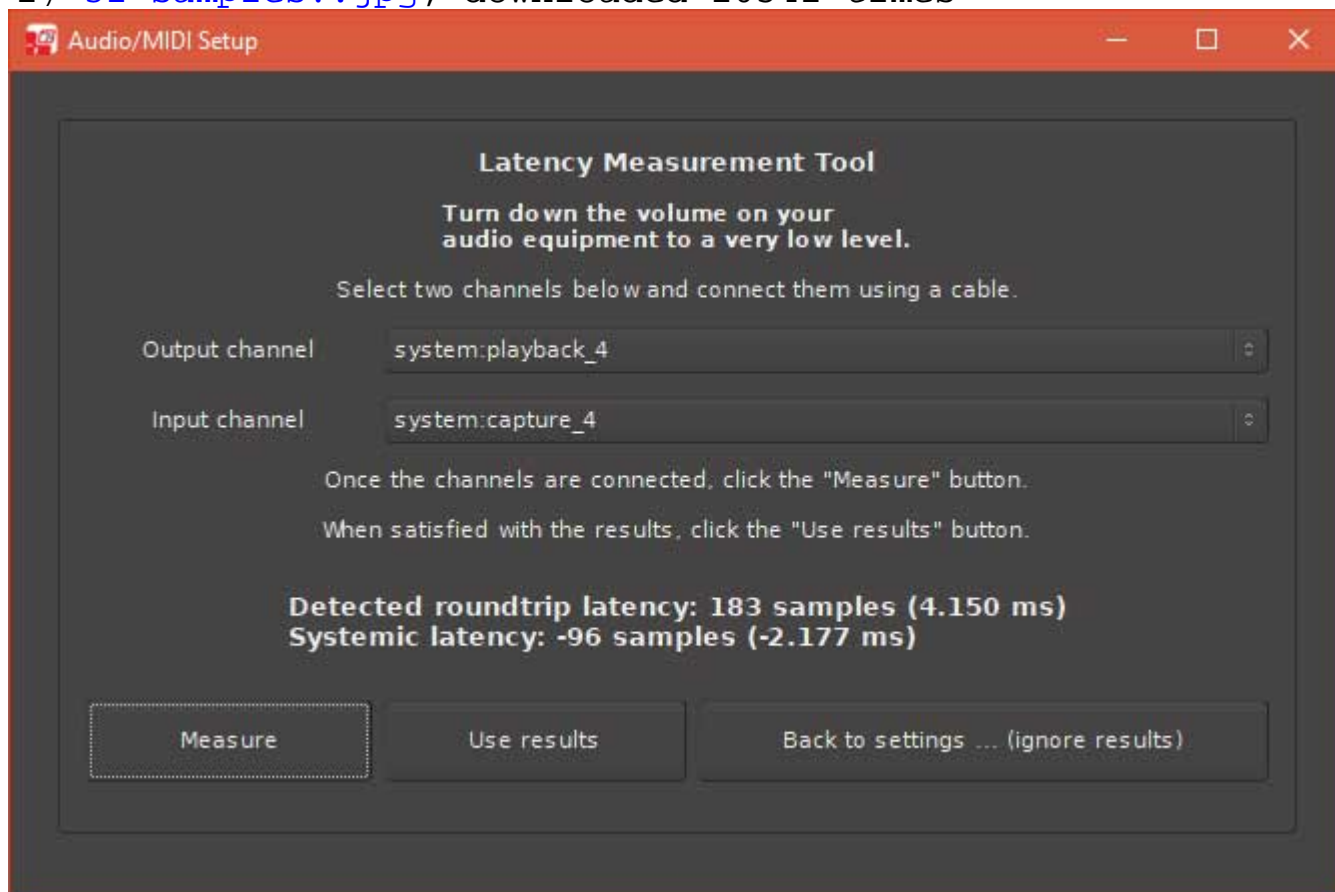 Audio/MIDI Setup
Latency Measurement Tool
Turn down the volume on your
audio equipment to a very low level.
Select two channels below and connect them using a cable.
Output channel system:playback_4
Input channel system:capture_4
Once the channels are connected, click the "Measure" button.
When satisfied with the results, click the "Use results" button.
Detected roundtrip latency: 183 samples (4.150 ms)
Systemic latency: -96 samples (-2.177 ms)
Measure Use results Back to settings ... (ignore results)